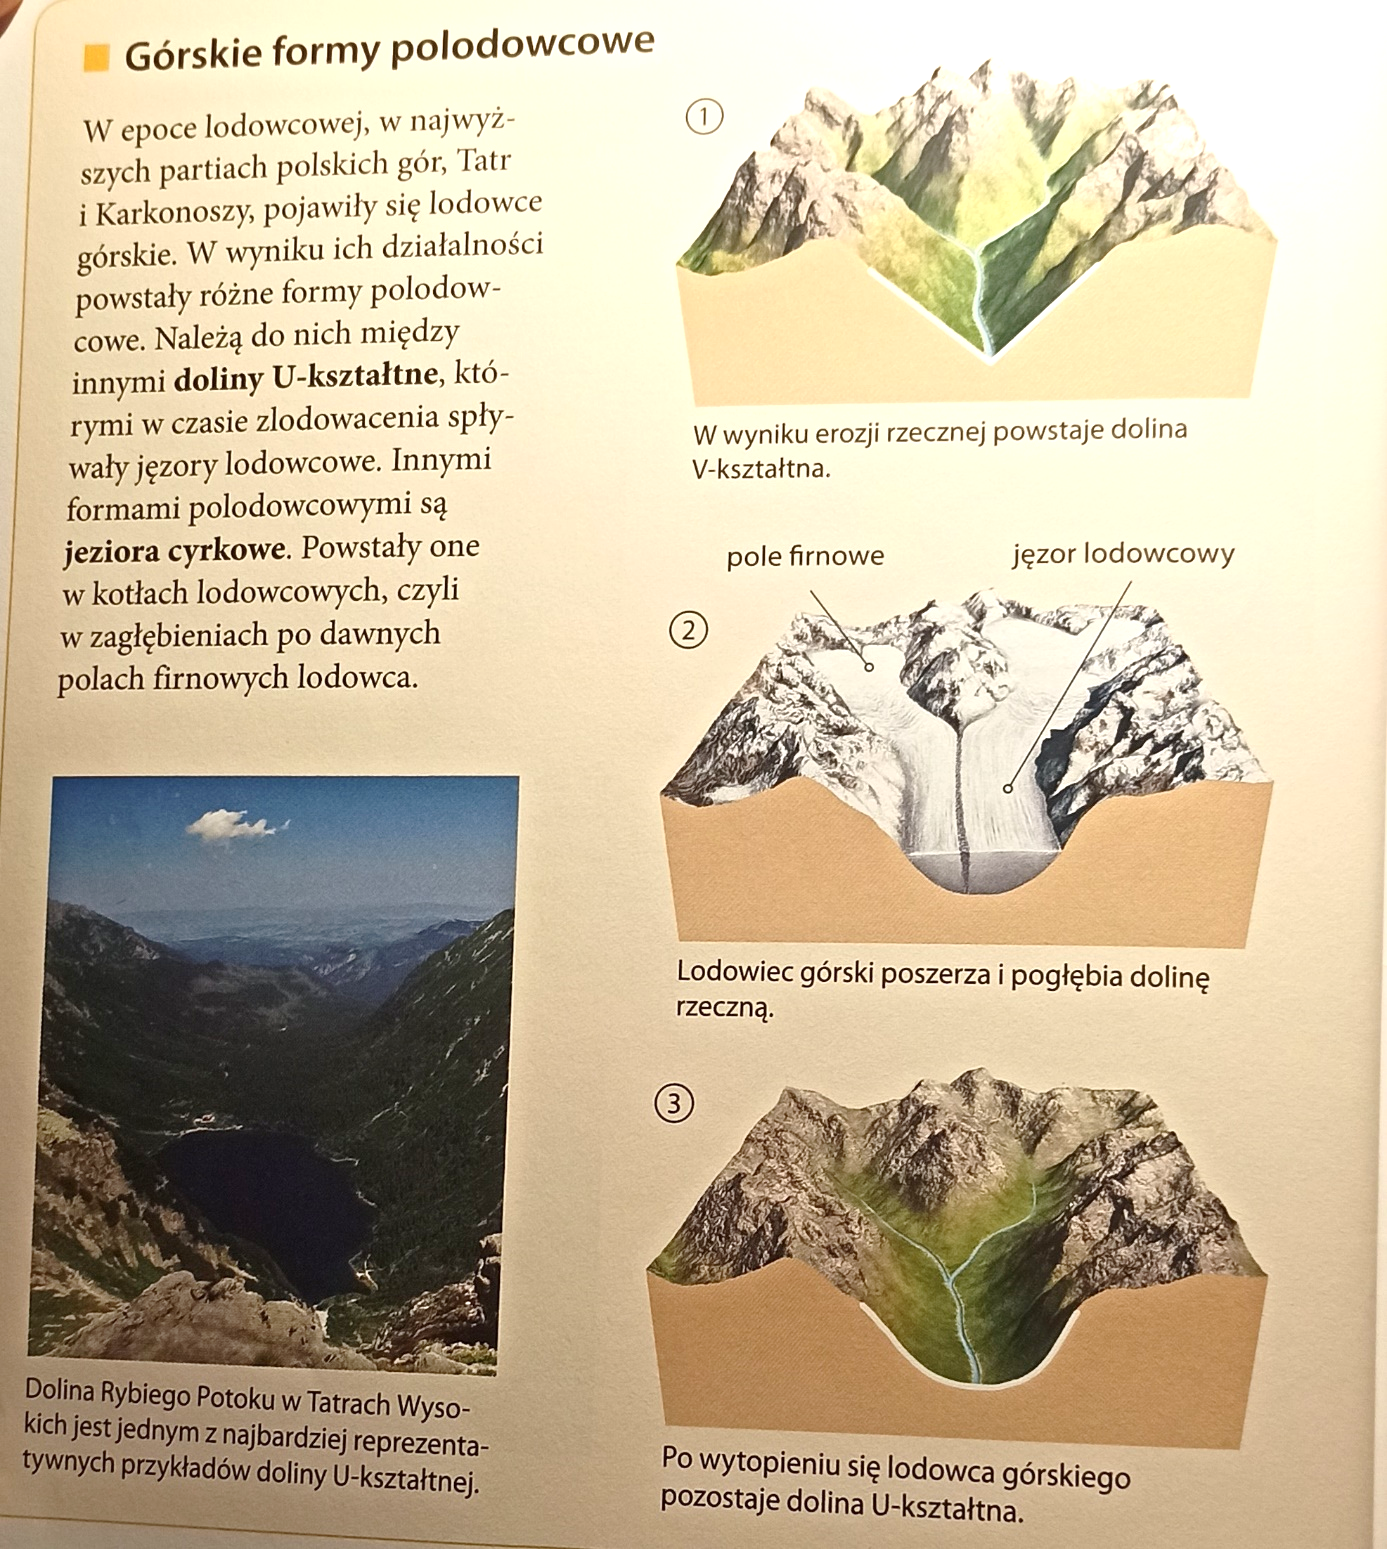 Górskie formy polodowcowe
W epoce lodowcowej, w najwyż-
szych partiach polskich gór, Tatr
i Karkonoszy, pojawiły się lodowce
górskie. W wyniku ich działalności
powstały różne formy polodow-
cowe. Należą do nich między
innymi doliny U-kształtne, któ-
rymi w czasie zlodowacenia spły-
wały jęzory lodowcowe. Innymi
formami polodowcowymi są
jeziora cyrkowe. Powstały one
w kotłach lodowcowych, czyli
w zagłębieniach po dawnych
polach firnowych lodowca.
Dolina Rybiego Potoku w Tatrach Wyso-
kich jest jednym z najbardziej reprezenta-
tywnych przykładów doliny U-kształtnej.
1
W wyniku erozji rzecznej powstaje dolina
V-kształtna.
pole firnowe
jęzor lodowcowy
2
Lodowiec górski poszerza i pogłębia dolinę
rzeczną.
3
Po wytopieniu się lodowca górskiego
pozostaje dolina U-kształtna.